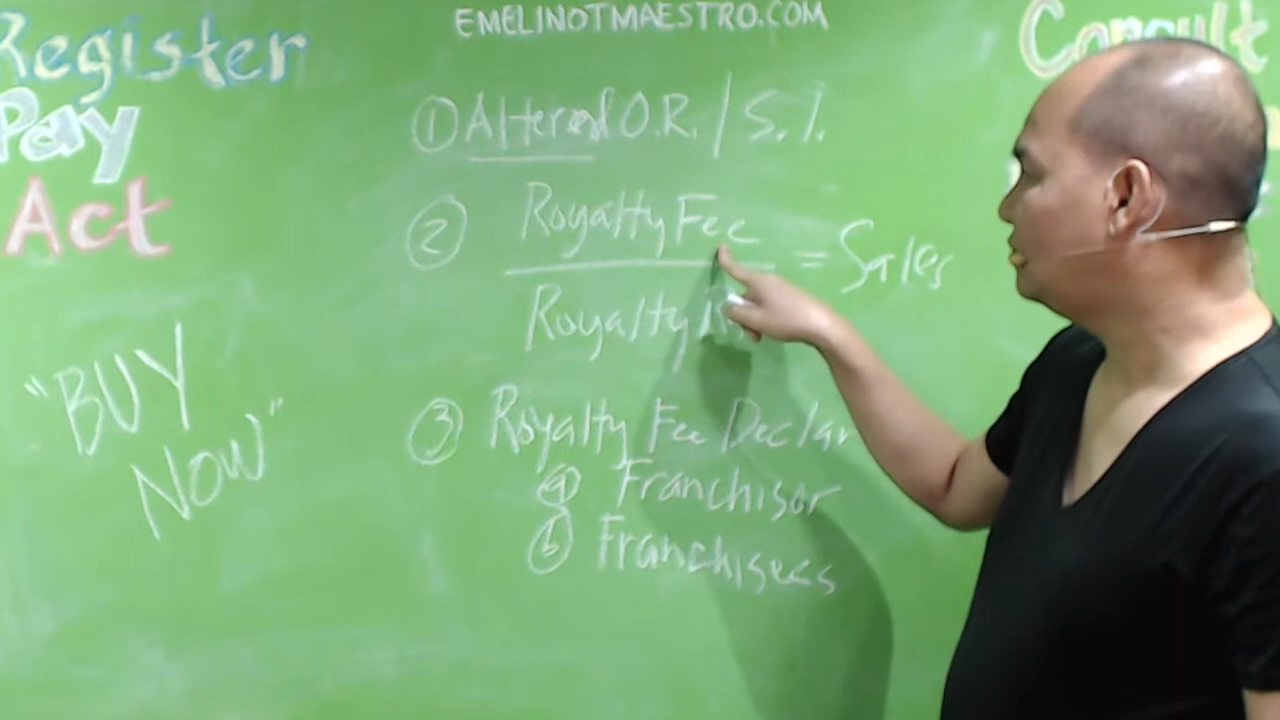 EMELINOTMAESTRO.COM
Register
Pay
Act
Consult
① Altered O.R. / S.I.
② Royalty Fee
= Sales
Royalty
③ Royalty Fee Declar
ⓐ Franchisor
ⓑ Franchisees
"BUY
NOW"